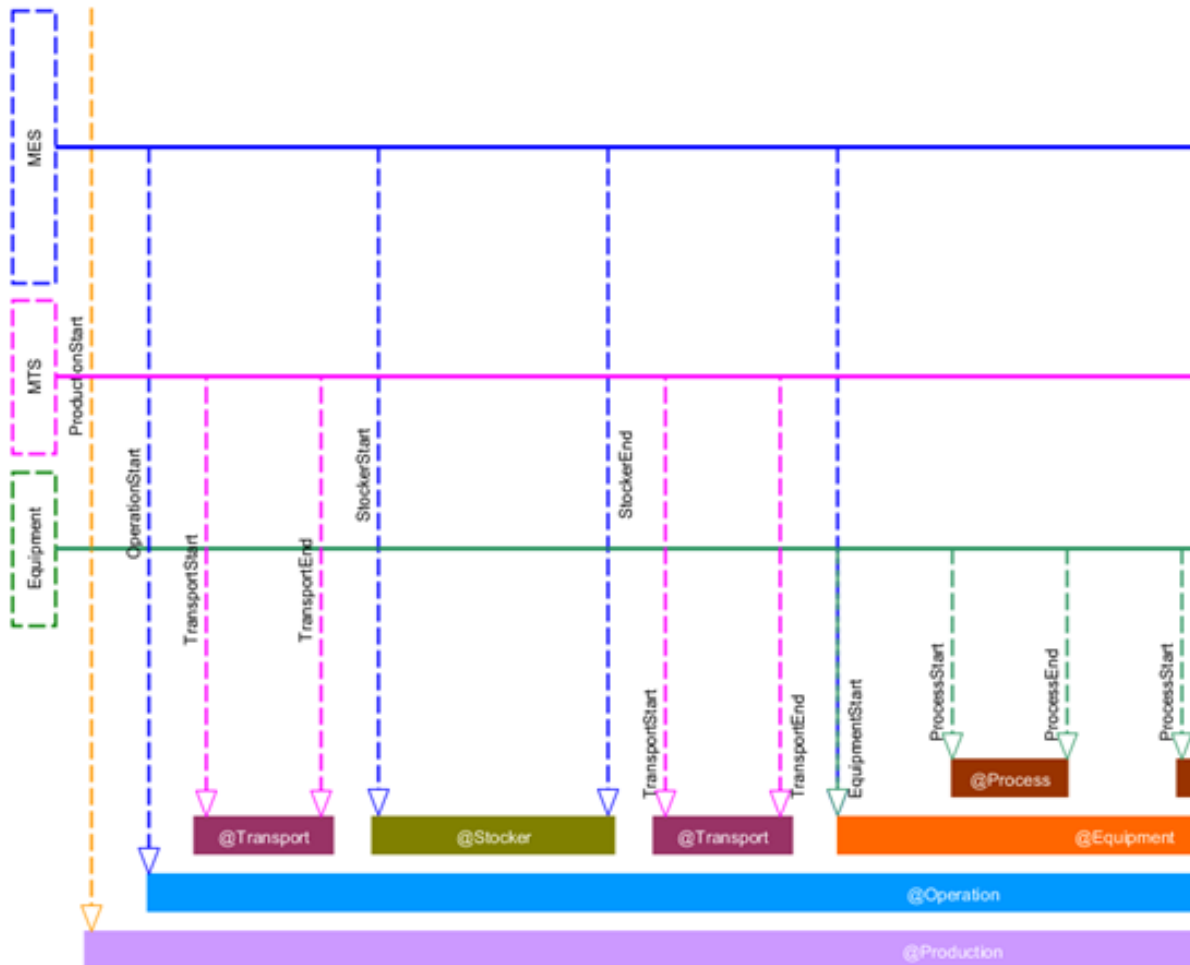 MES
MTS
Equipment
ProductionStart
OperationStart
TransportStart
TransportEnd
StockerStart
StockerEnd
TransportStart
TransportEnd
EquipmentStart
ProcessStart
ProcessEnd
ProcessStart
@Process
@Transport
@Stocker
@Transport
@Equipment
@Operation
@Production